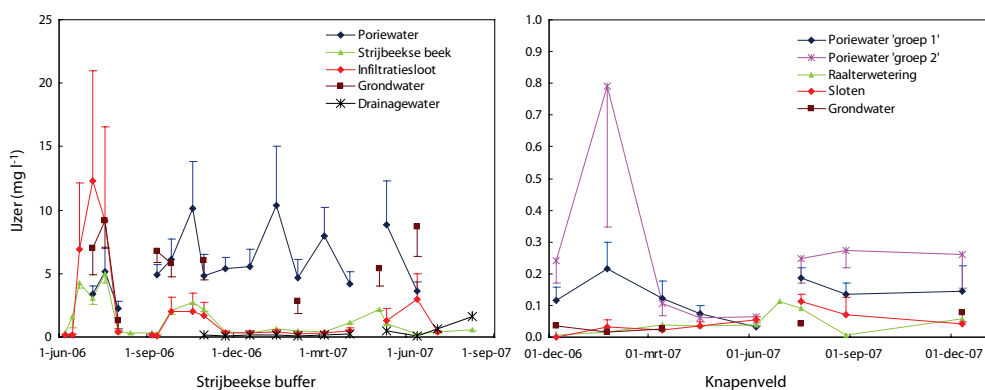 IJzer (mg l⁻¹)
25
20
15
10
5
0
Poriewater
Strijbeekse beek
Infiltratiesloot
Grondwater
Drainagewater
1-jun-06
1-sep-06
1-dec-06
1-mrt-07
1-jun-07
1-sep-07
Strijbeekse buffer
1.0
0.9
0.8
0.7
0.6
0.5
0.4
0.3
0.2
0.1
0.0
Poriewater 'groep 1'
Poriewater 'groep 2'
Raalterwetering
Sloten
Grondwater
01-dec-06
01-mrt-07
01-jun-07
01-sep-07
01-dec-07
Knapenveld